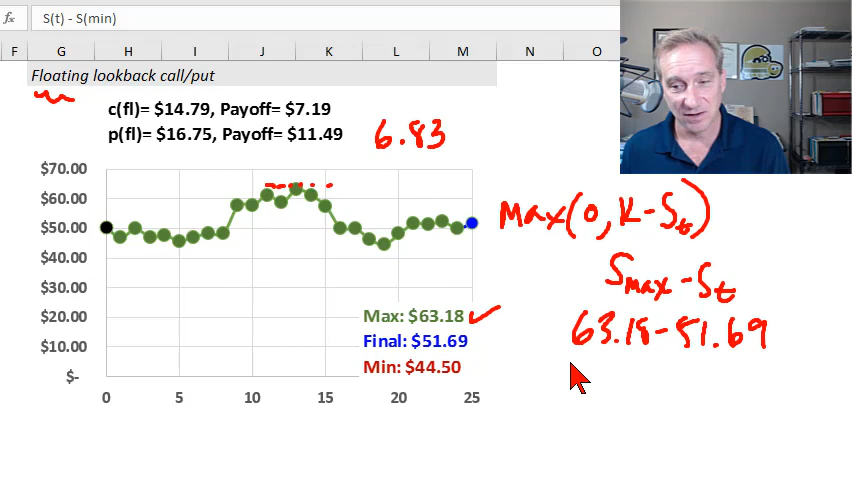 fx S(t) - S(min)
F G H I J K L M N O
Floating lookback call/put
c(fl)= $14.79, Payoff= $7.19
p(fl)= $16.75, Payoff= $11.49
6.83
$70.00
$60.00
$50.00
$40.00
$30.00
$20.00
$10.00
$-
0 5 10 15 20 25
Max: $63.18
Final: $51.69
Min: $44.50
Max(0, K-St)
Smax-St
63.18-51.69